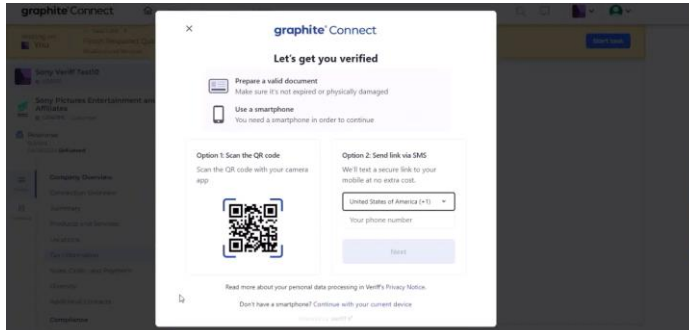 graphite Connect
graphite Connect
Let's get you verified
Prepare a valid document
Make sure it's not expired or physically damaged
Use a smartphone
You need a smartphone in order to continue
Option 1: Scan the QR code
Scan the QR code with your camera
app
Option 2: Send link via SMS
We'll text a secure link to your
mobile at no extra cost.
United States of America (+1)
Your phone number
Next
Read more about your personal data processing in Veriff's Privacy Notice.
Don't have a smartphone? Continue with your current device
Start task
Sony Veriff Test10
Sony Pictures Entertainment and
Affiliates
Company Overview
Summary
Locations
Diversity
Compliance